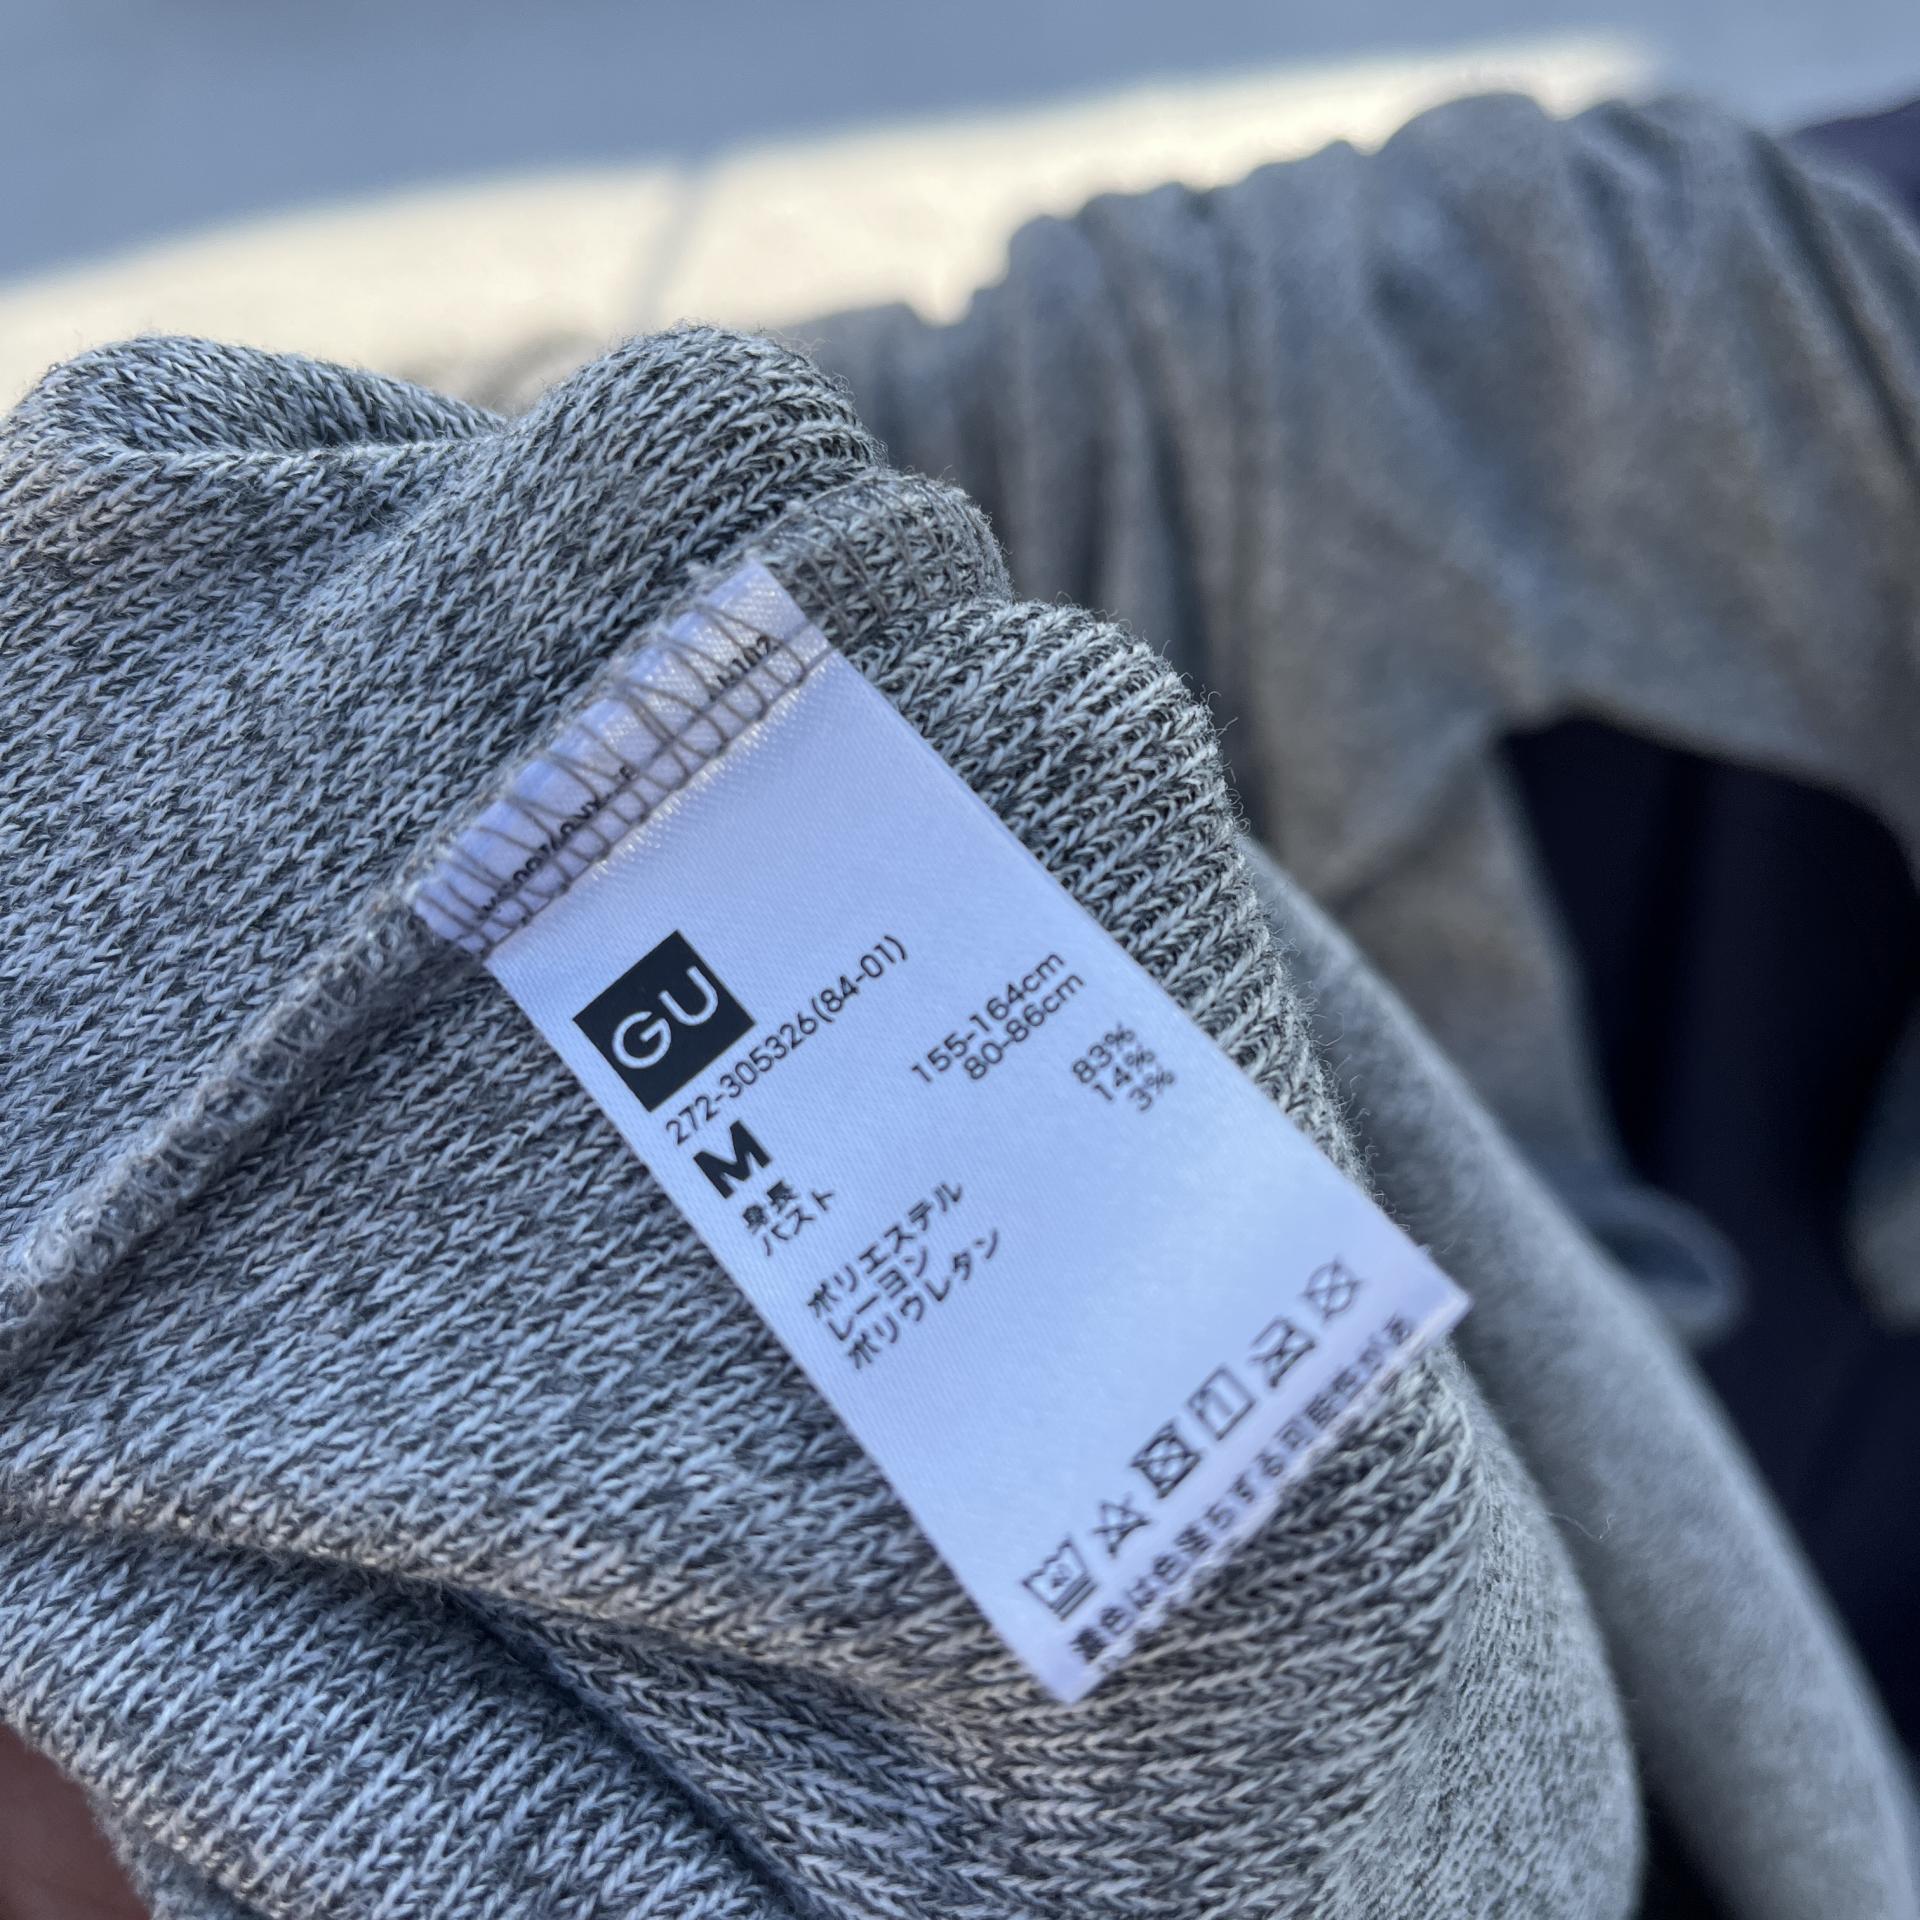 GU
272-305326(84-01)
M
身長 155-164cm
バスト 80-86cm
ポリエステル 83%
レーヨン 14%
ポリウレタン 3%
濃色は色落ちする可能性がある